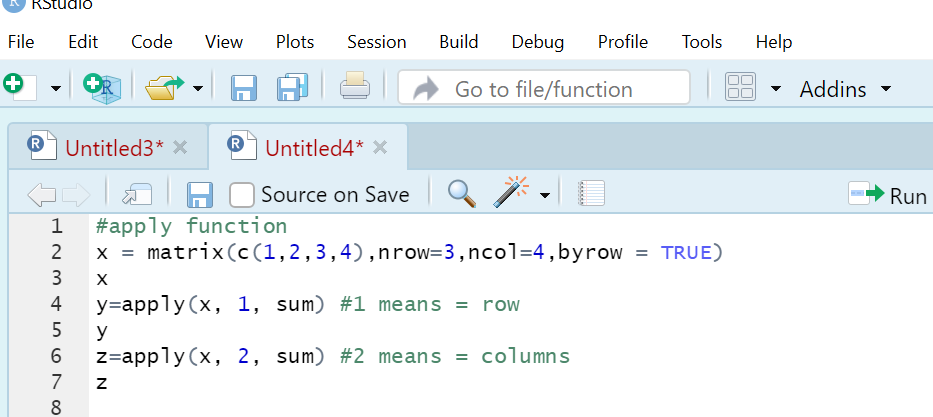 RStudio
File Edit Code View Plots Session Build Debug Profile Tools Help
R Go to file/function Addins
R Untitled3* R Untitled4*
Source on Save Run
1 #apply function
2 x = matrix(c(1,2,3,4),nrow=3,ncol=4,byrow = TRUE)
3 x
4 y=apply(x, 1, sum) #1 means = row
5 y
6 z=apply(x, 2, sum) #2 means = columns
7 z
8